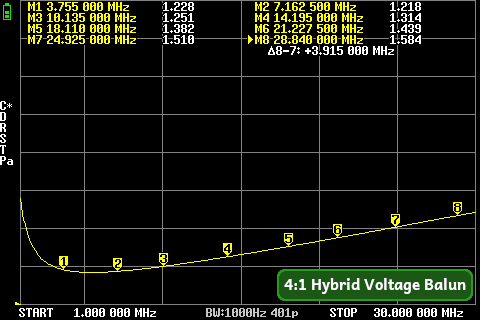 M1 3.755 000 MHz 1.228 M2 7.162 500 MHz 1.218
M3 10.135 000 MHz 1.251 M4 14.195 000 MHz 1.314
M5 18.110 000 MHz 1.382 M6 21.227 500 MHz 1.439
M7 24.925 000 MHz 1.510 M8 28.840 000 MHz 1.584
Δ8-7: +3.915 000 MHz
C*
D
R
S
T
Pa
1
2
3
4
5
6
7
8
4:1 Hybrid Voltage Balun
START 1.000 000 MHz BW:1000Hz 401p STOP 30.000 000 MHz